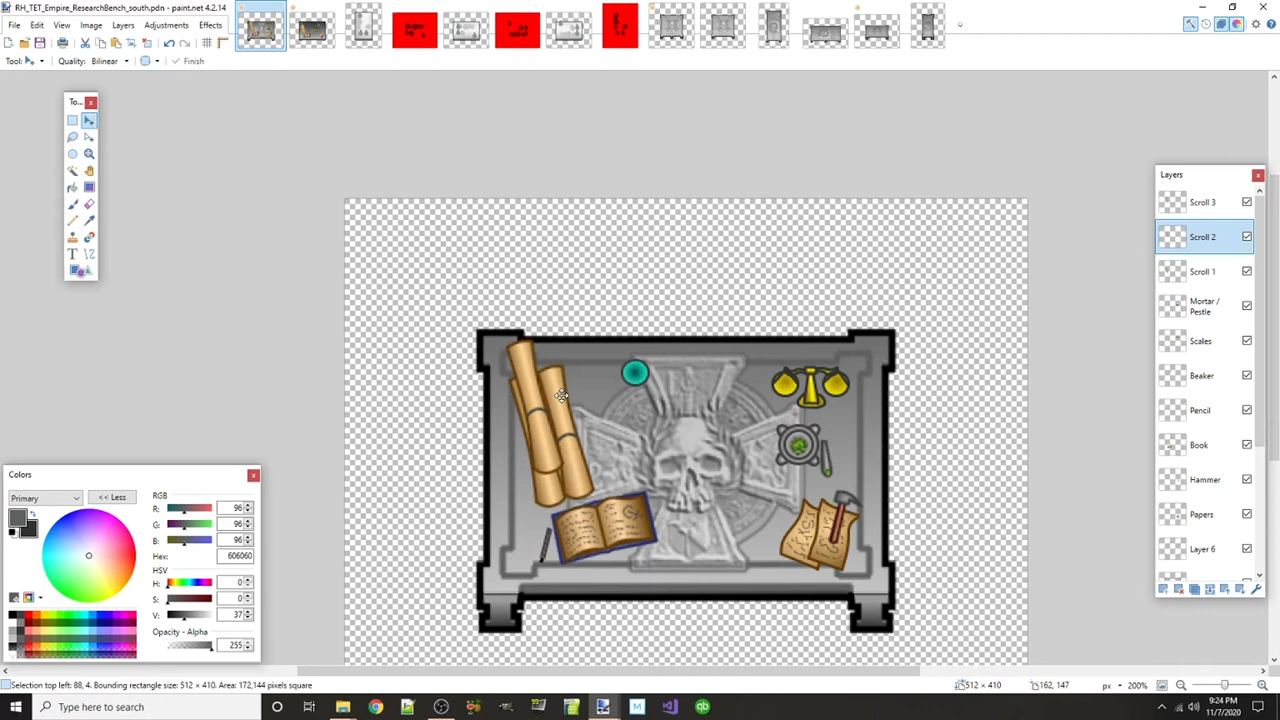 RH_TET_Empire_ResearchBench_south.pdn - paint.net 4.2.14
File Edit View Image Layers Adjustments Effects
Tool: Quality: Bilinear Finish
To...
Layers
Scroll 3
Scroll 2
Scroll 1
Mortar /
Pestle
Scales
Beaker
Pencil
Book
Hammer
Papers
Layer 6
Colors
Primary << Less
RGB
R: 96
G: 96
B: 96
Hex: 606060
HSV
H: 0
S: 0
V: 37
Opacity - Alpha
255
Selection top left: 88, 4. Bounding rectangle size: 512 × 410. Area: 172,144 pixels square
512 × 410 162, 147 px 200%
Type here to search
9:24 PM
11/7/2020